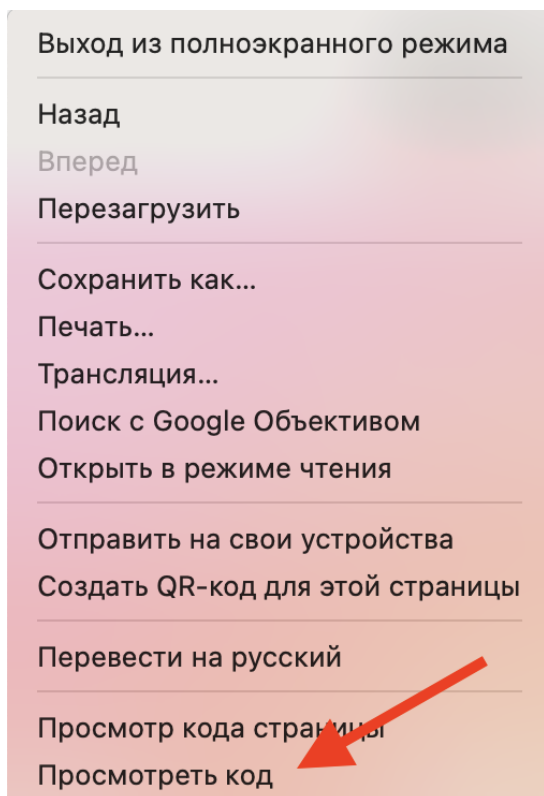 Выход из полноэкранного режима
Назад
Вперед
Перезагрузить
Сохранить как...
Печать...
Трансляция...
Поиск с Google Объективом
Открыть в режиме чтения
Отправить на свои устройства
Создать QR-код для этой страницы
Перевести на русский
Просмотр кода страницы
Просмотреть код